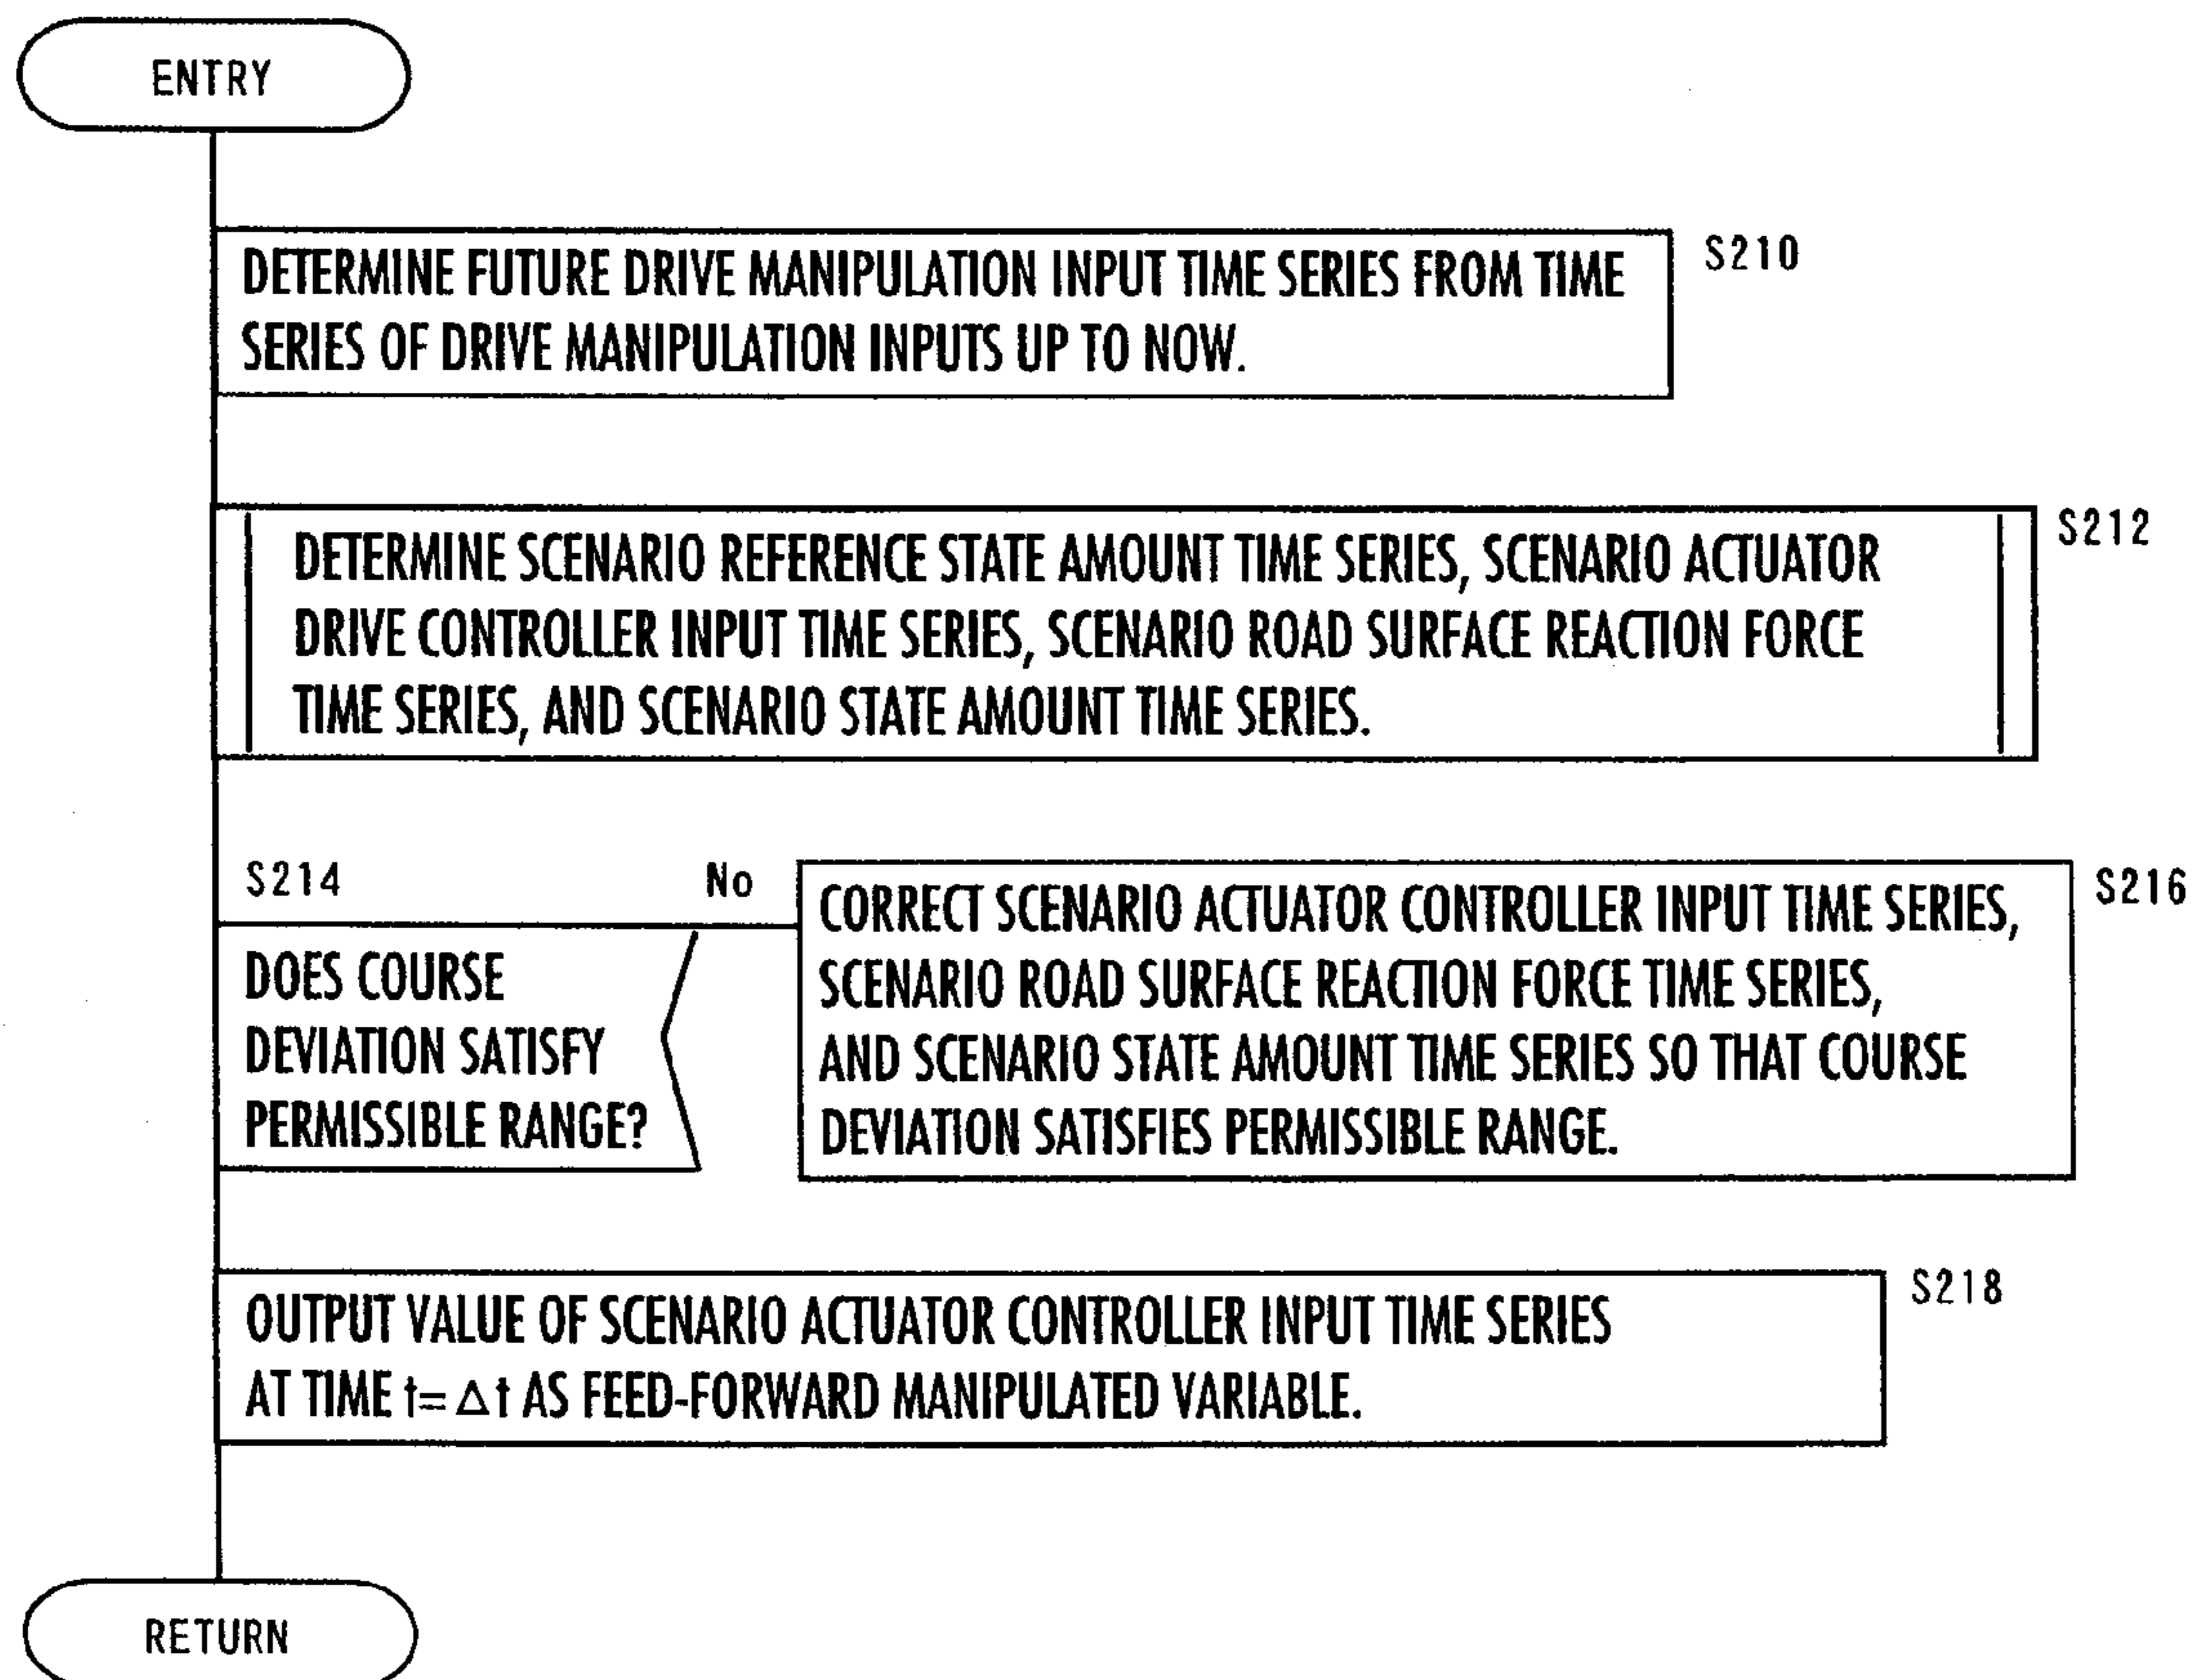 ENTRY
DETERMINE FUTURE DRIVE MANIPULATION INPUT TIME SERIES FROM TIME
SERIES OF DRIVE MANIPULATION INPUTS UP TO NOW.
S210
DETERMINE SCENARIO REFERENCE STATE AMOUNT TIME SERIES, SCENARIO ACTUATOR
DRIVE CONTROLLER INPUT TIME SERIES, SCENARIO ROAD SURFACE REACTION FORCE
TIME SERIES, AND SCENARIO STATE AMOUNT TIME SERIES.
S212
S214
DOES COURSE
DEVIATION SATISFY
PERMISSIBLE RANGE?
No
CORRECT SCENARIO ACTUATOR CONTROLLER INPUT TIME SERIES,
SCENARIO ROAD SURFACE REACTION FORCE TIME SERIES,
AND SCENARIO STATE AMOUNT TIME SERIES SO THAT COURSE
DEVIATION SATISFIES PERMISSIBLE RANGE.
S216
OUTPUT VALUE OF SCENARIO ACTUATOR CONTROLLER INPUT TIME SERIES
AT TIME t= Δt AS FEED-FORWARD MANIPULATED VARIABLE.
S218
RETURN